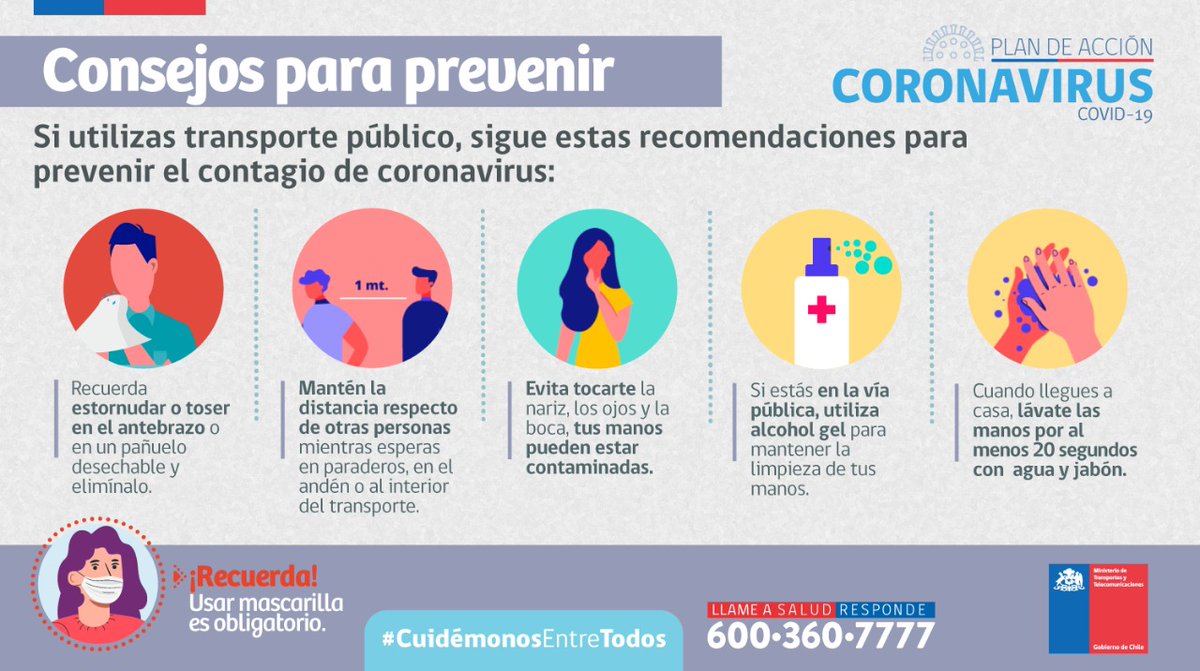 Consejos para prevenir
PLAN DE ACCIÓN
CORONAVIRUS
COVID-19
Si utilizas transporte público, sigue estas recomendaciones para
prevenir el contagio de coronavirus:
Recuerda
estornudar o toser
en el antebrazo o
en un pañuelo
desechable y
elimínalo.
1 mt.
Mantén la
distancia respecto
de otras personas
mientras esperas
en paraderos, en el
andén o al interior
del transporte.
Evita tocarte la
nariz, los ojos y la
boca, tus manos
pueden estar
contaminadas.
Si estás en la vía
pública, utiliza
alcohol gel para
mantener la
limpieza de tus
manos.
Cuando llegues a
casa, lávate las
manos por al
menos 20 segundos
con agua y jabón.
¡Recuerda!
Usar mascarilla
es obligatorio.
#CuidémonosEntreTodos
LLAME A SALUD RESPONDE
600•360•7777
Ministerio de
Transportes y
Telecomunicaciones
Gobierno de Chile